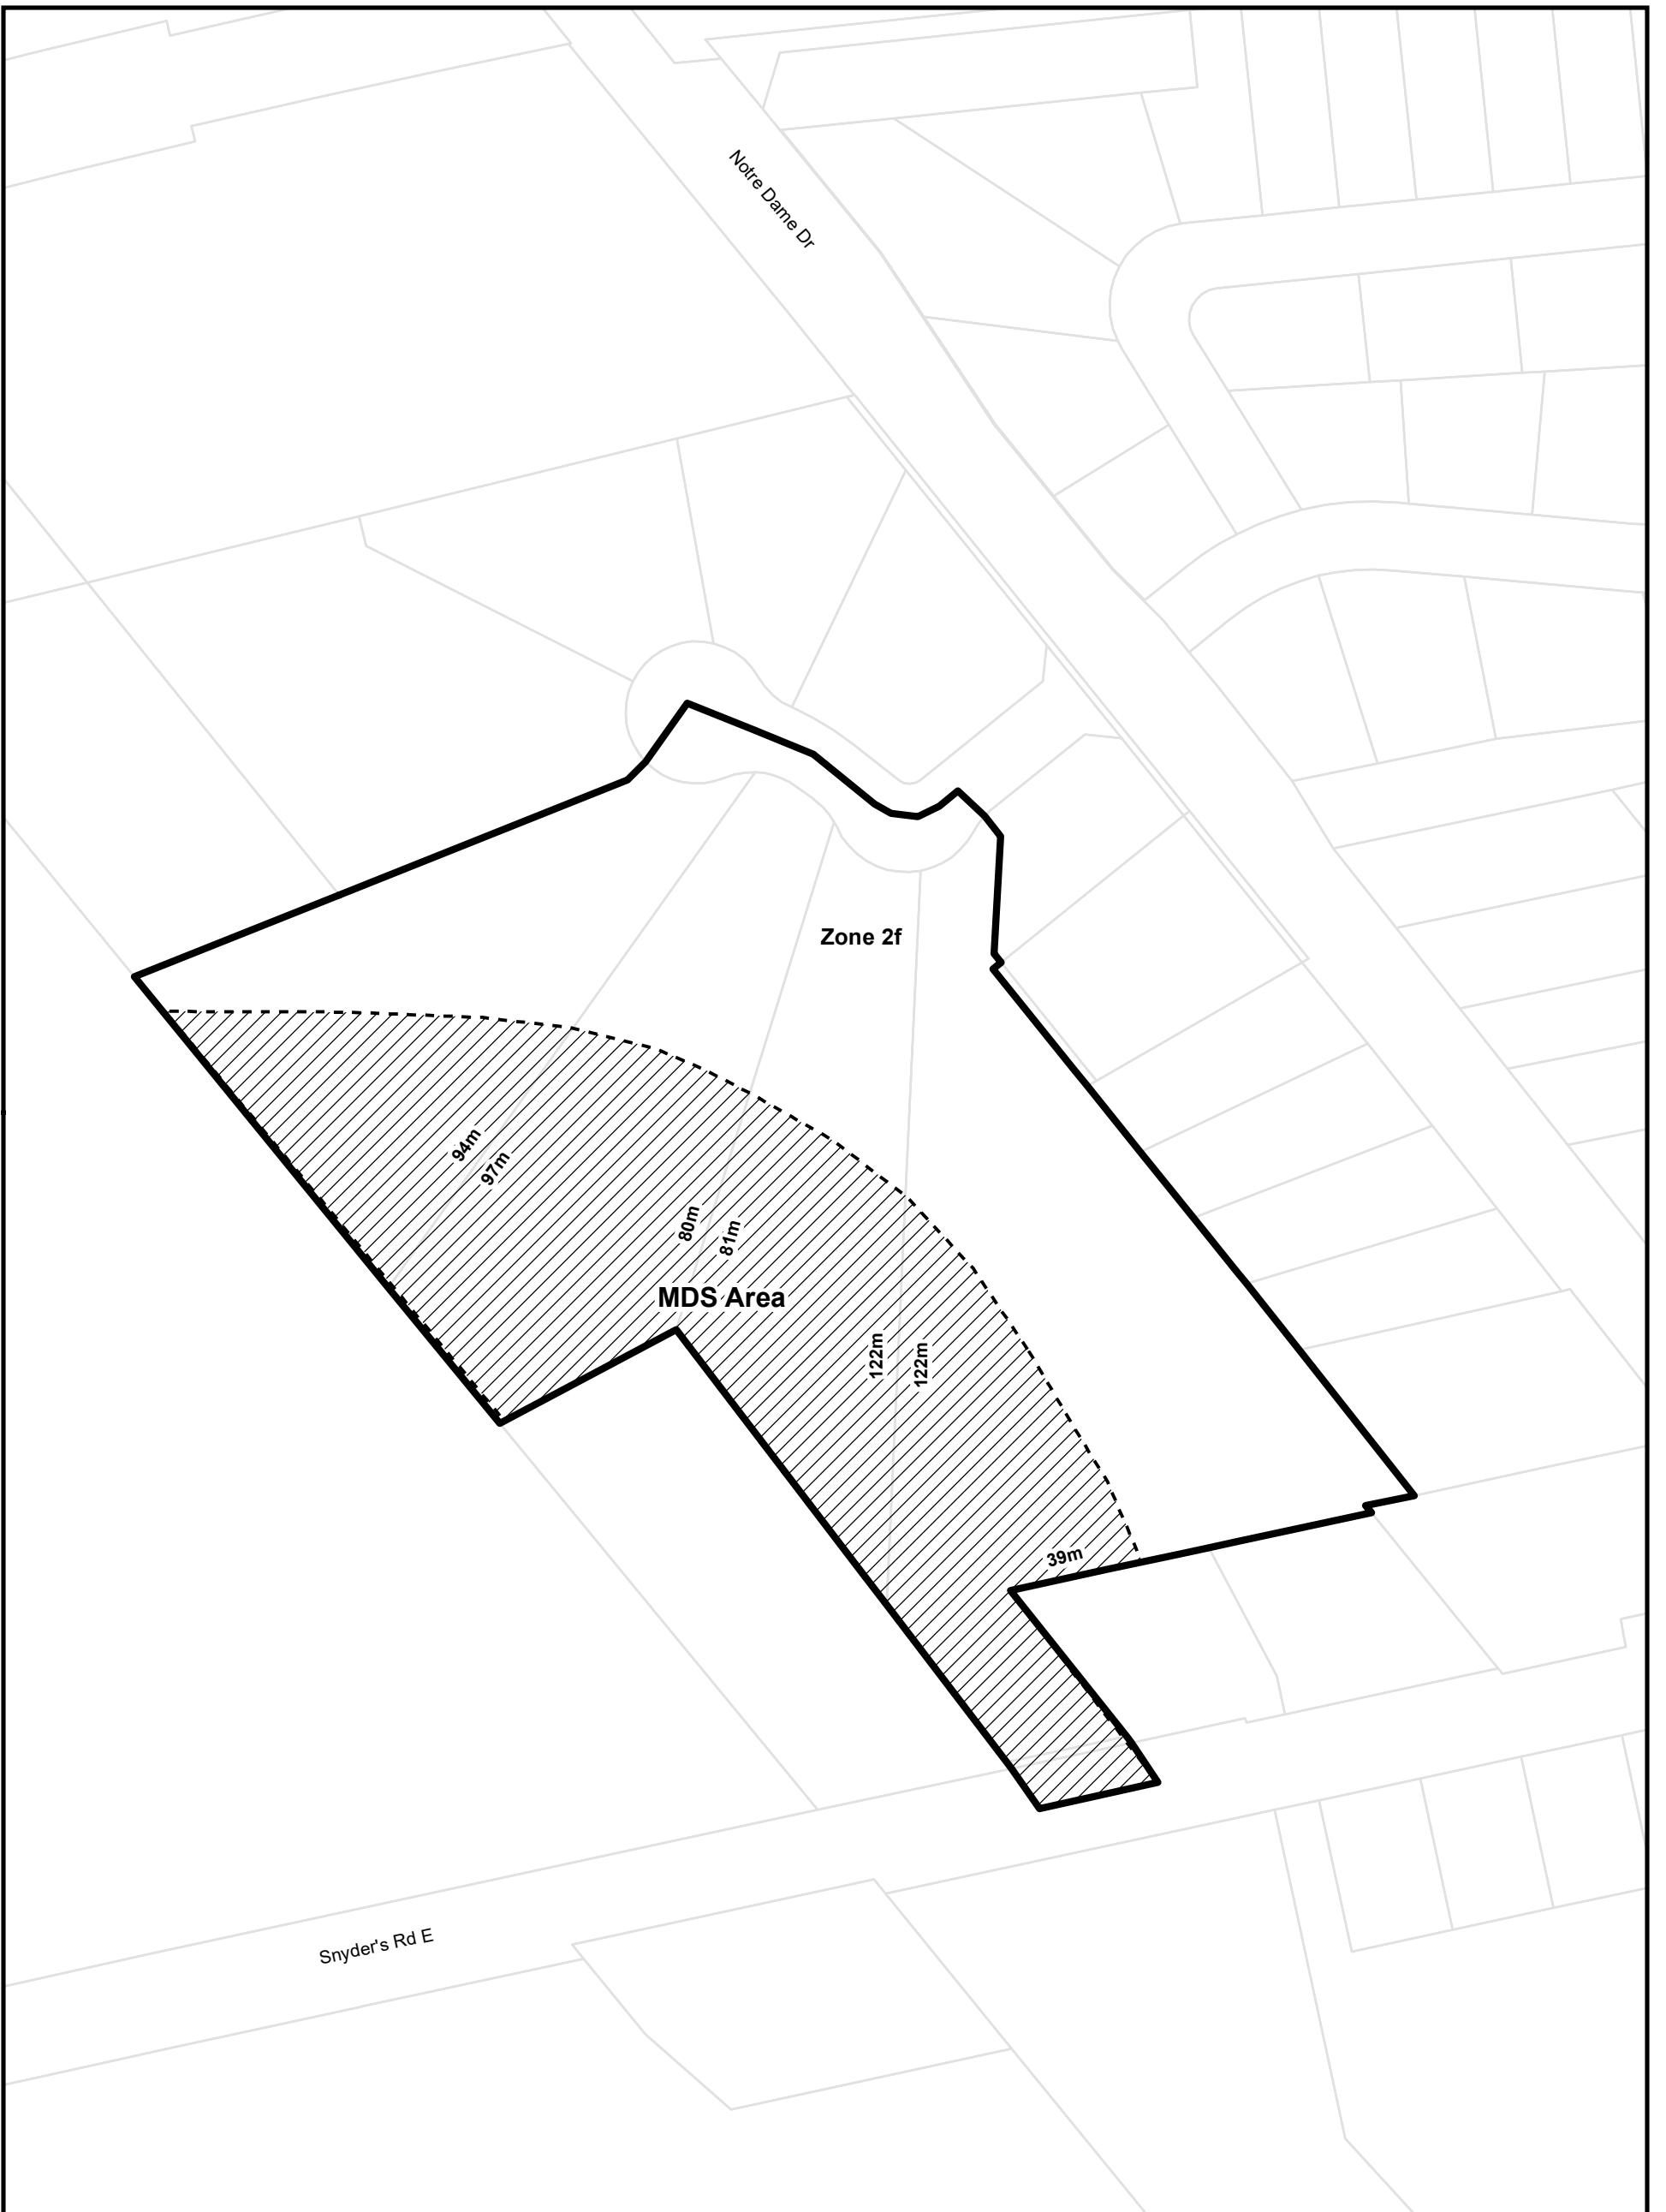 Notre Dame Dr
Zone 2f
94m
97m
80m
81m
MDS Area
122m
122m
39m
Snyder's Rd E